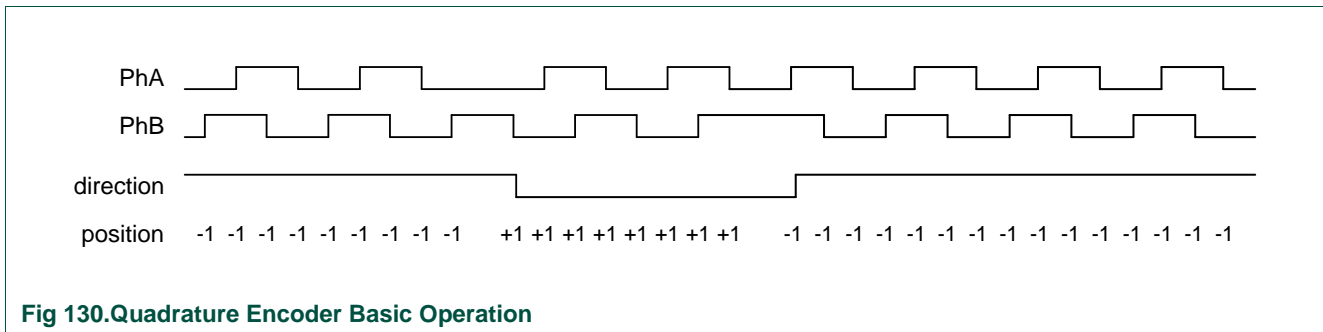 PhA
PhB
direction
position -1 -1 -1 -1 -1 -1 -1 -1 -1 +1 +1 +1 +1 +1 +1 +1 +1 -1 -1 -1 -1 -1 -1 -1 -1 -1 -1 -1 -1 -1 -1 -1
Fig 130.Quadrature Encoder Basic Operation